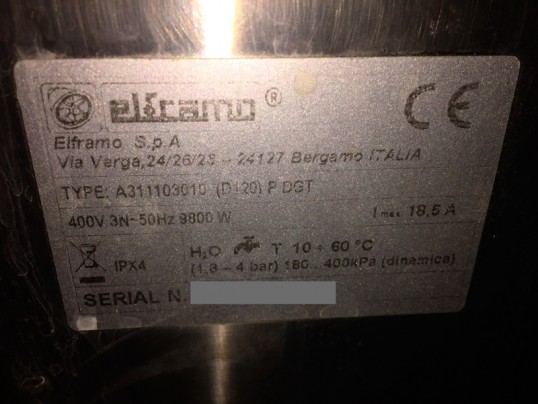 elframo ®
CE
Elframo S.p.A
Via Verga,24/26/28 - 24127 Bergamo ITALIA
TYPE: A311103010 (D120) P DGT
400V 3N~50Hz 9800 W I max. 18,5 A
IPX4
H₂O T 10 ÷ 60 °C
(1,8 - 4 bar) 180...400kPa (dinamica)
SERIAL N.